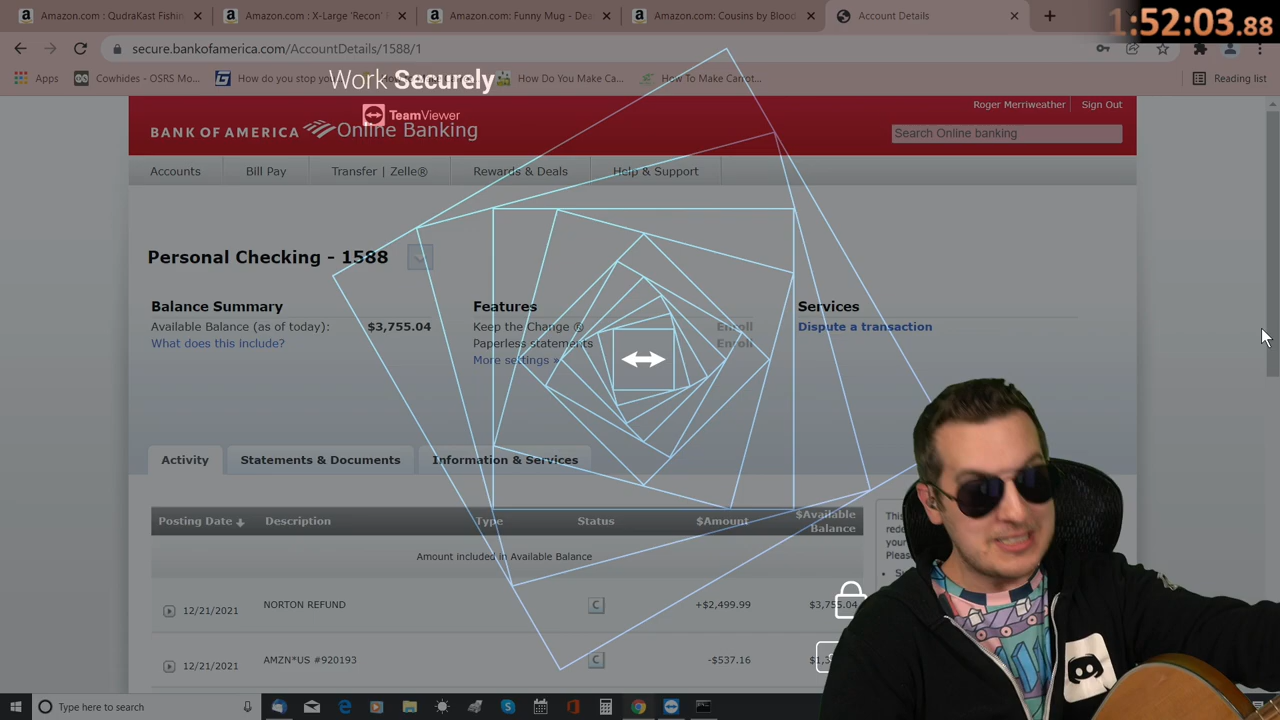 Amazon.com : QudraKast Fishin
Amazon.com : X-Large 'Recon' E
Amazon.com: Funny Mug - Dea
Amazon.com: Cousins by Blood
Account Details
1:52:03.88
secure.bankofamerica.com/AccountDetails/1588/1
Apps
Cowhides - OSRS Mo...
How do you stop you
How Do You Make Ca...
How To Make Carrot...
Reading list
Work Securely
TeamViewer
Roger Merriweather
Sign Out
BANK OF AMERICA
Online Banking
Search Online banking
Accounts
Bill Pay
Transfer | Zelle®
Rewards & Deals
Help & Support
Personal Checking - 1588
Balance Summary
Features
Services
Available Balance (as of today):
$3,755.04
Keep the Change ®
Enroll
Dispute a transaction
What does this include?
Paperless statements
Enroll
More settings »
Activity
Statements & Documents
Information & Services
Posting Date
Description
Type
Status
$Amount
$Available
Balance
Amount included in Available Balance
12/21/2021
NORTON REFUND
C
+$2,499.99
$3,755.04
12/21/2021
AMZN*US #920193
C
-$537.16
This
your
Pleas
Type here to search